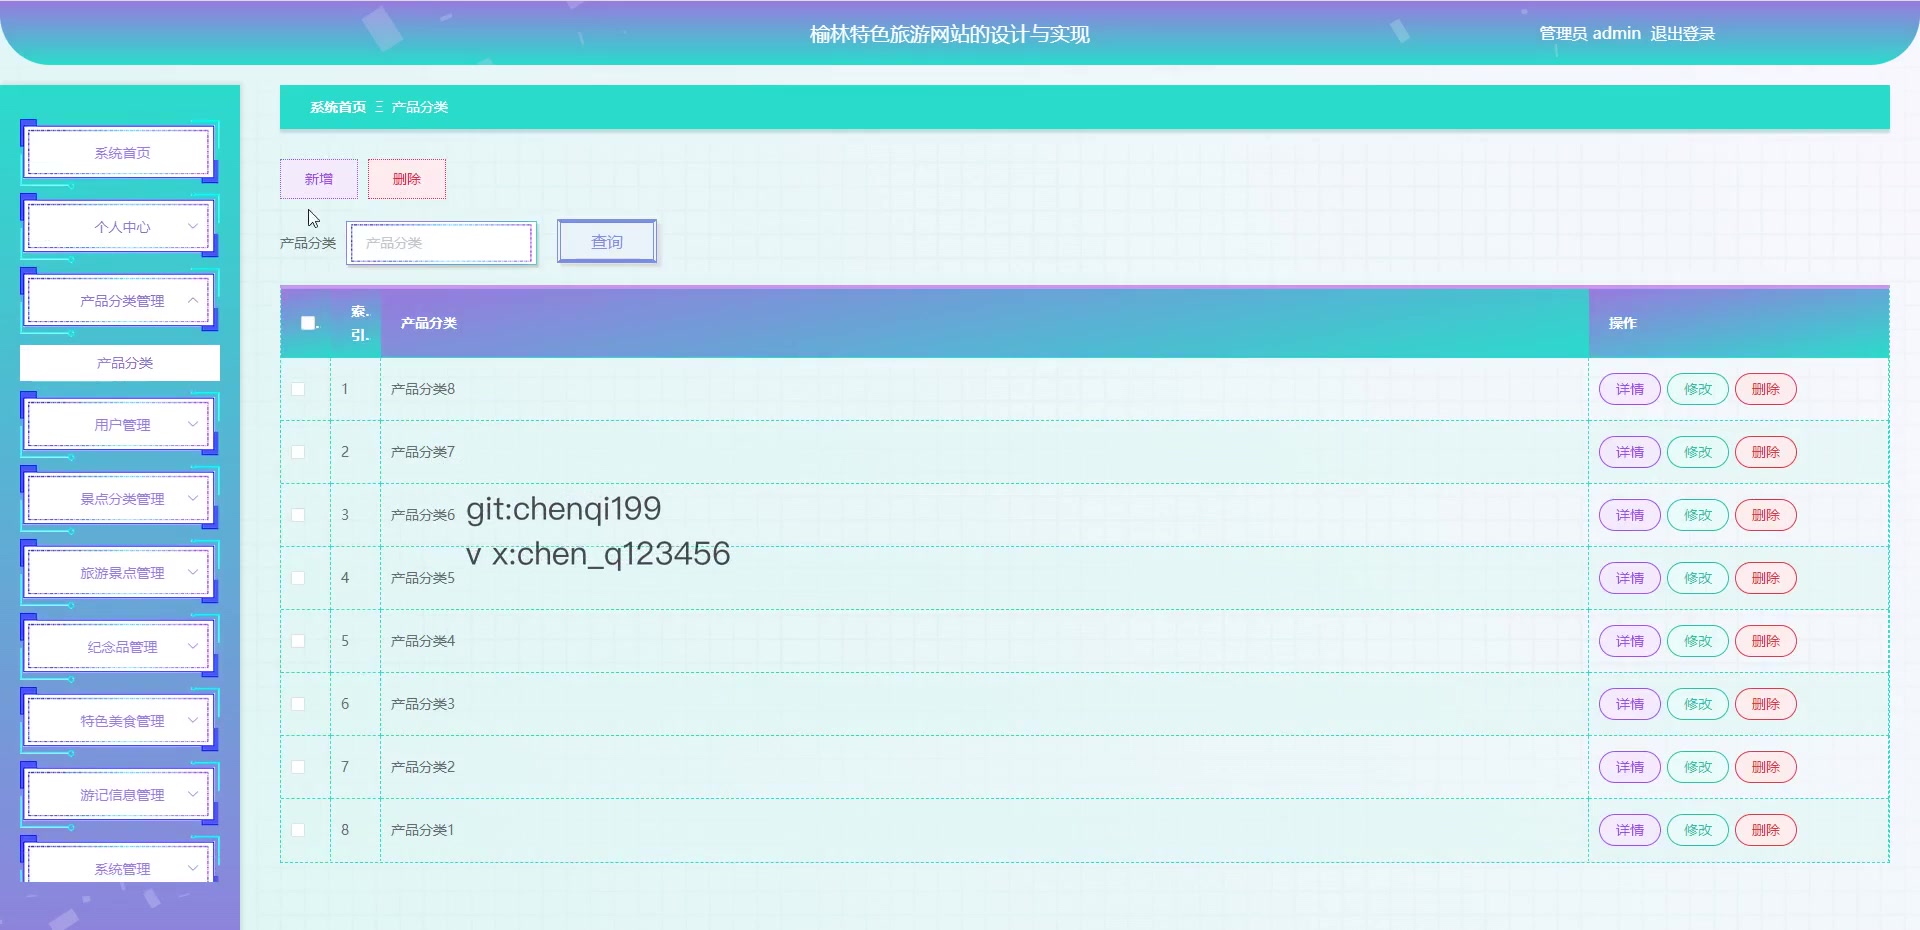 榆林特色旅游网站的设计与实现
管理员 admin 退出登录
系统首页
个人中心
产品分类管理
产品分类
用户管理
景点分类管理
旅游景点管理
纪念品管理
特色美食管理
游记信息管理
系统管理
系统首页 Ξ 产品分类
新增 删除
产品分类 产品分类 查询
索.
引.
产品分类 操作
1 产品分类8 详情 修改 删除
2 产品分类7 详情 修改 删除
3 产品分类6 详情 修改 删除
git:chenqi199
v x:chen_q123456
4 产品分类5 详情 修改 删除
5 产品分类4 详情 修改 删除
6 产品分类3 详情 修改 删除
7 产品分类2 详情 修改 删除
8 产品分类1 详情 修改 删除